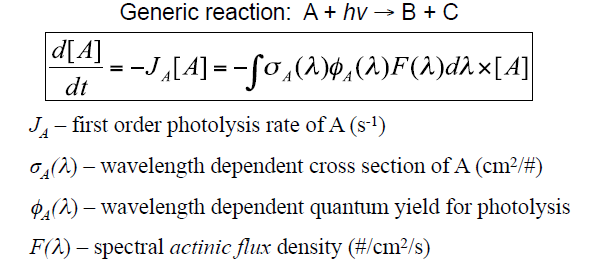 Generic reaction: A + hv → B + C
d[A]/dt = −J_A[A] = −∫σ_A(λ)ϕ_A(λ)F(λ)dλ×[A]
J_A – first order photolysis rate of A (s⁻¹)
σ_A(λ) – wavelength dependent cross section of A (cm²/#)
ϕ_A(λ) – wavelength dependent quantum yield for photolysis
F(λ) – spectral actinic flux density (#/cm²/s)